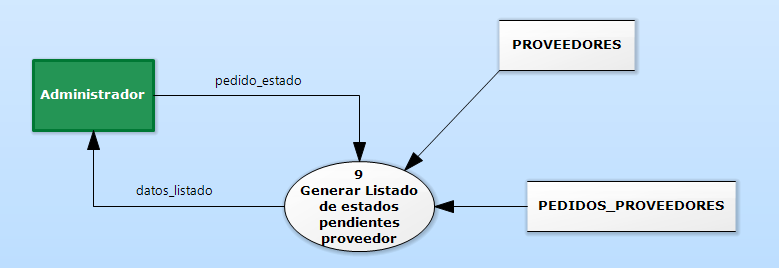 PROVEEDORES
pedido_estado
Administrador
9
Generar Listado
de estados
pendientes
proveedor
datos_listado
PEDIDOS_PROVEEDORES